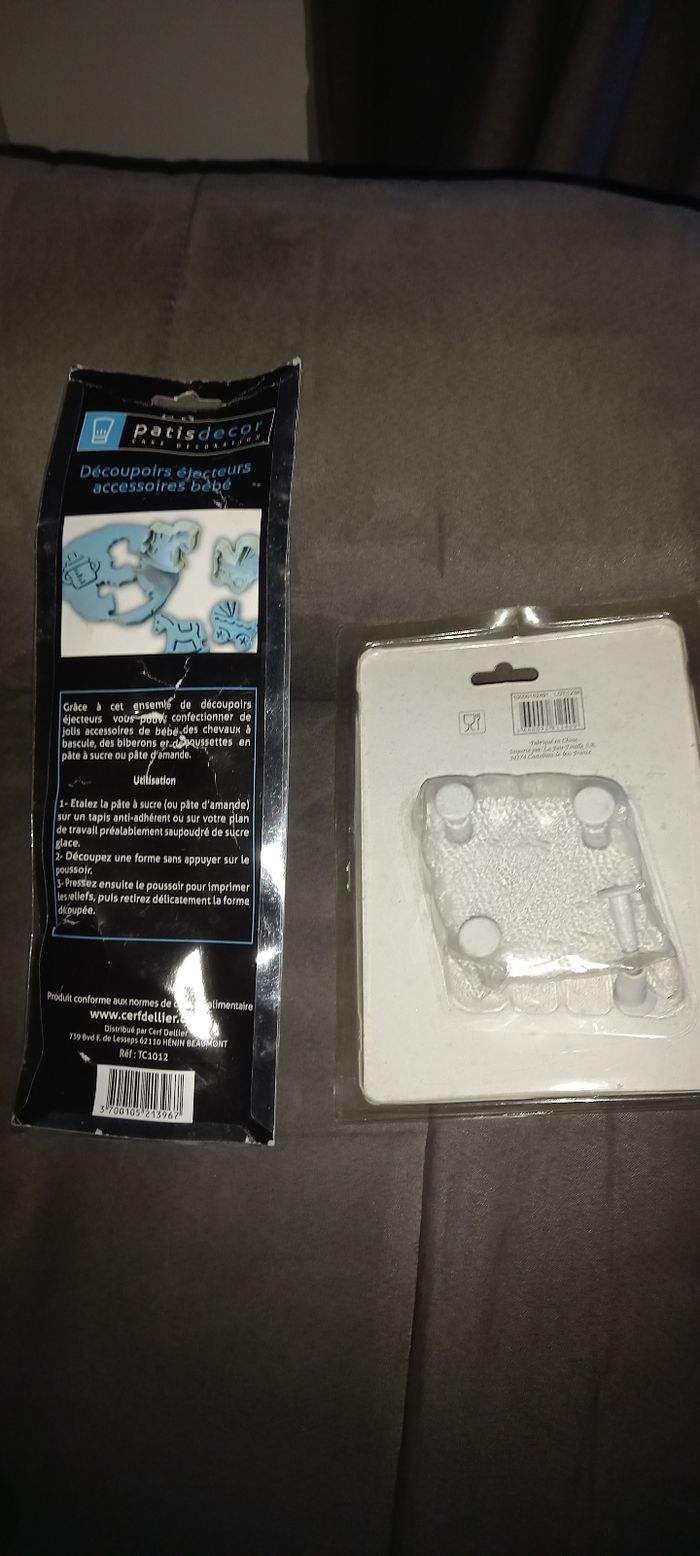 patisdecor
CAKE DECORATION
Découpoirs éjecteurs
accessoires bébé
Grâce à cet ensemble de découpoirs
éjecteurs vous pouvez confectionner de
jolis accessoires de bébé, des chevaux à
bascule, des biberons et de poussettes en
pâte à sucre ou pâte d'amande.
Utilisation
1- Etalez la pâte à sucre (ou pâte d'amande)
sur un tapis anti-adhérent ou sur votre plan
de travail préalablement saupoudré de sucre
glace.
2- Découpez une forme sans appuyer sur le
poussoir.
3-Pressez ensuite le poussoir pour imprimer
les reliefs, puis retirez délicatement la forme
découpée.
Produit conforme aux normes de alimentaire
www.cerfdellier.
Distribué par Cerf Dellier
739 Bvd F. de Lesseps 62110 HÉNIN BEAUMONT
Réf : TC1012
3 700105 213967
Fabriqué en Chine